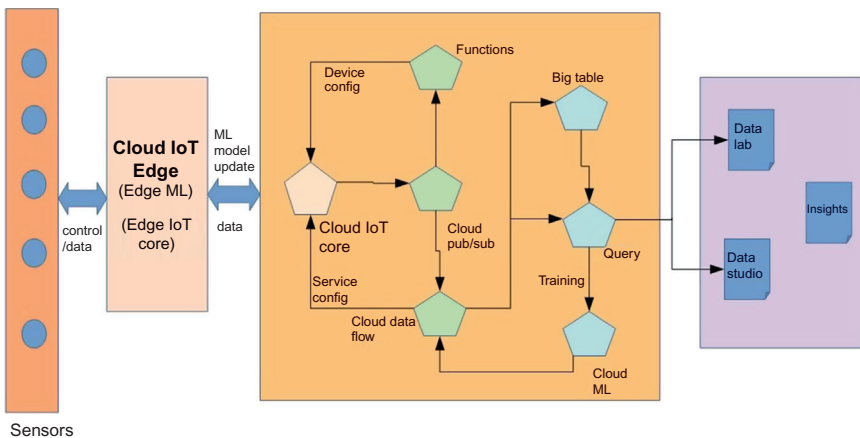 Sensors
control
/data
Cloud IoT
Edge
(Edge ML)
(Edge IoT
core)
ML
model
update
data
Functions
Device
config
Cloud IoT
core
Cloud
pub/sub
Service
config
Cloud data
flow
Big table
Query
Training
Cloud
ML
Data
lab
Insights
Data
studio